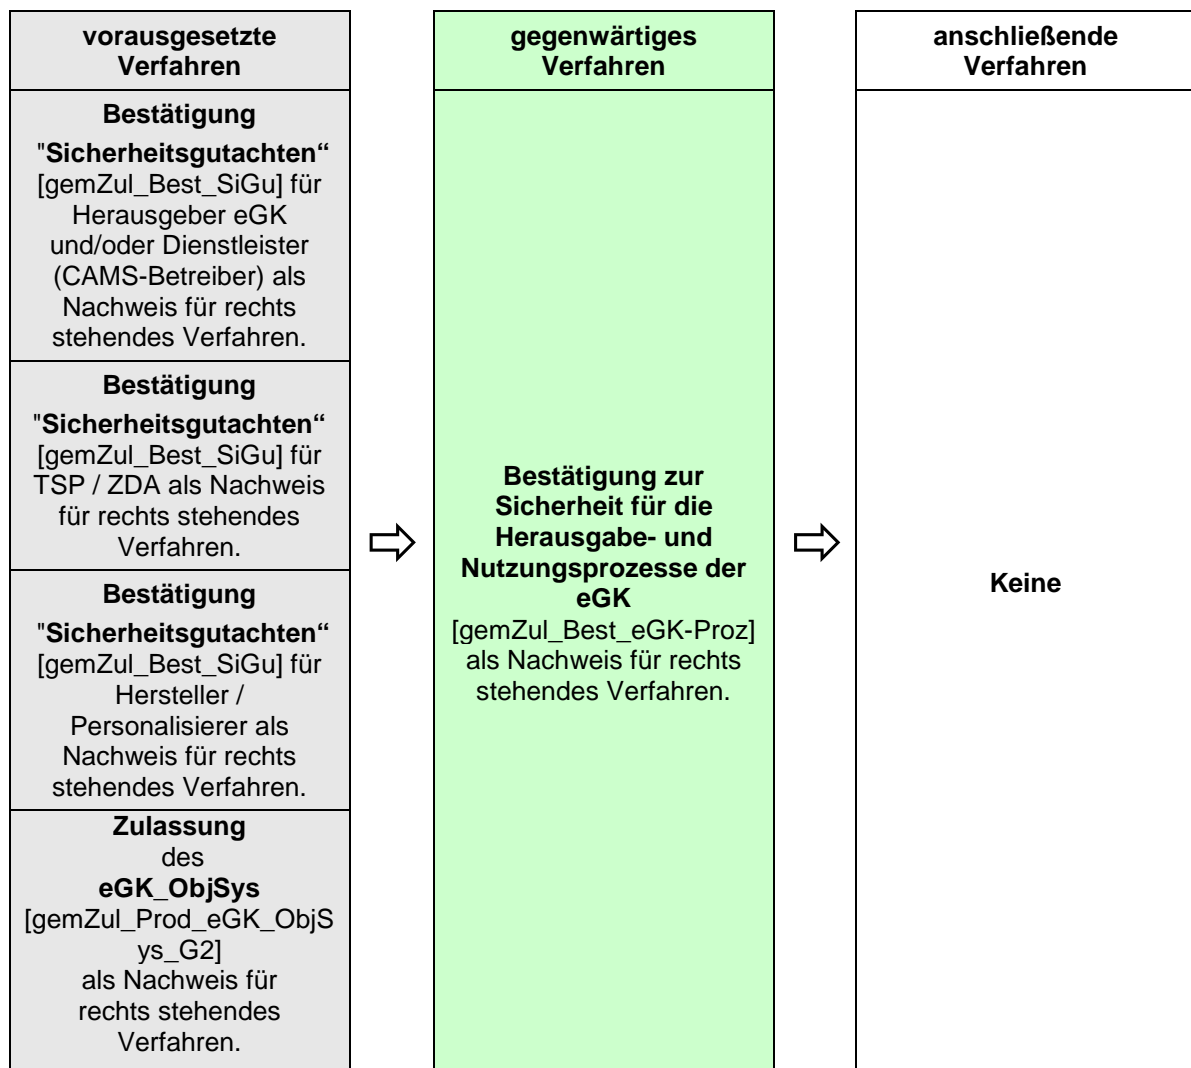 vorausgesetzte
Verfahren
Bestätigung
"Sicherheitsgutachten“
[gemZul_Best_SiGu] für
Herausgeber eGK
und/oder Dienstleister
(CAMS-Betreiber) als
Nachweis für rechts
stehendes Verfahren.
Bestätigung
"Sicherheitsgutachten“
[gemZul_Best_SiGu] für
TSP / ZDA als Nachweis
für rechts stehendes
Verfahren.
Bestätigung
"Sicherheitsgutachten“
[gemZul_Best_SiGu] für
Hersteller /
Personalisierer als
Nachweis für rechts
stehendes Verfahren.
Zulassung
des
eGK_ObjSys
[gemZul_Prod_eGK_ObjS
ys_G2]
als Nachweis für
rechts stehendes
Verfahren.
gegenwärtiges
Verfahren
Bestätigung zur
Sicherheit für die
Herausgabe- und
Nutzungsprozesse der
eGK
[gemZul_Best_eGK-Proz]
als Nachweis für rechts
stehendes Verfahren.
anschließende
Verfahren
Keine